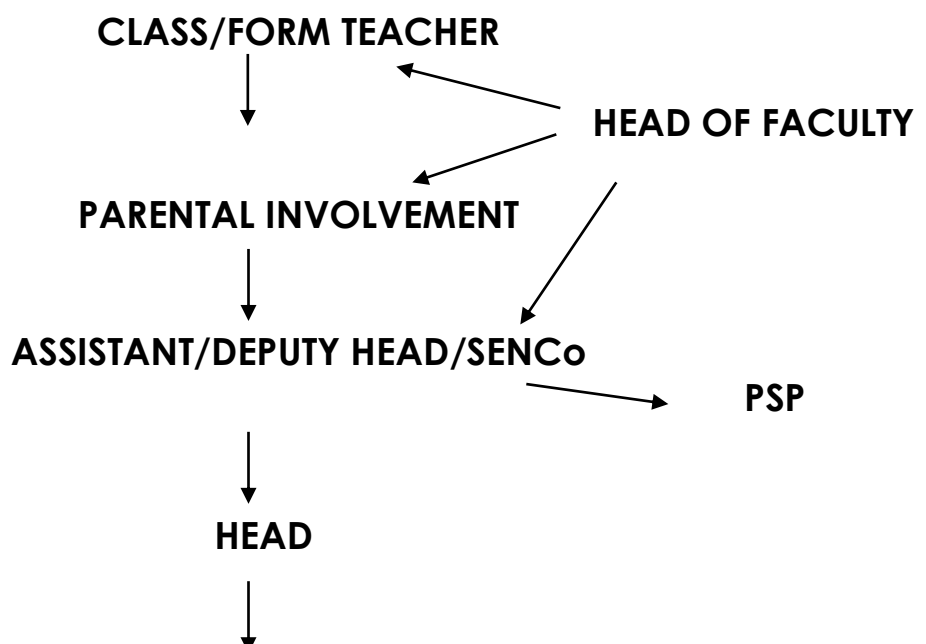 CLASS/FORM TEACHER
HEAD OF FACULTY
PARENTAL INVOLVEMENT
ASSISTANT/DEPUTY HEAD/SENCo
PSP
HEAD